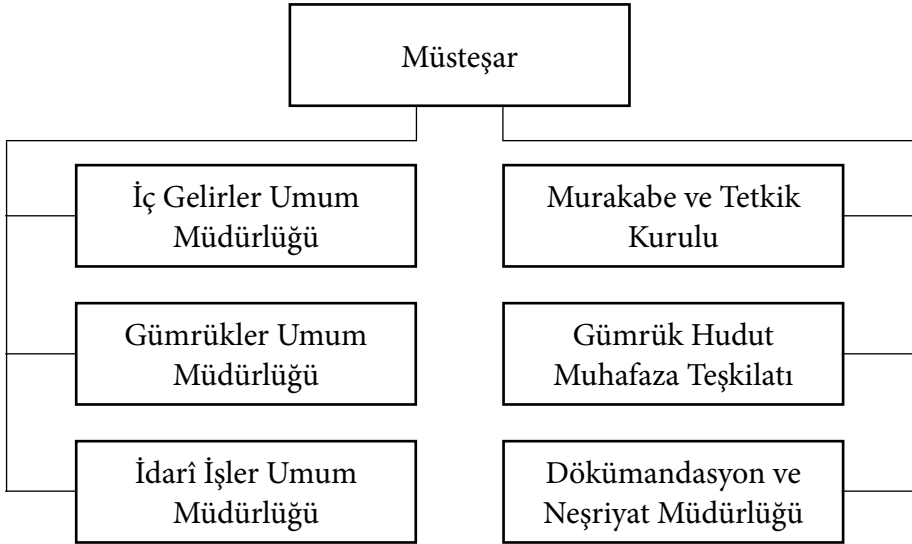 Müsteşar
İç Gelirler Umum
Müdürlüğü
Murakabe ve Tetkik
Kurulu
Gümrükler Umum
Müdürlüğü
Gümrük Hudut
Muhafaza Teşkilatı
İdarî İşler Umum
Müdürlüğü
Dökümandasyon ve
Neşriyat Müdürlüğü